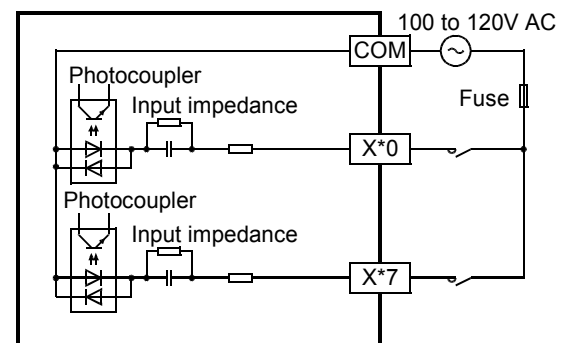 100 to 120V AC
COM
Photocoupler
Fuse
Input impedance
X*0
Photocoupler
Input impedance
X*7